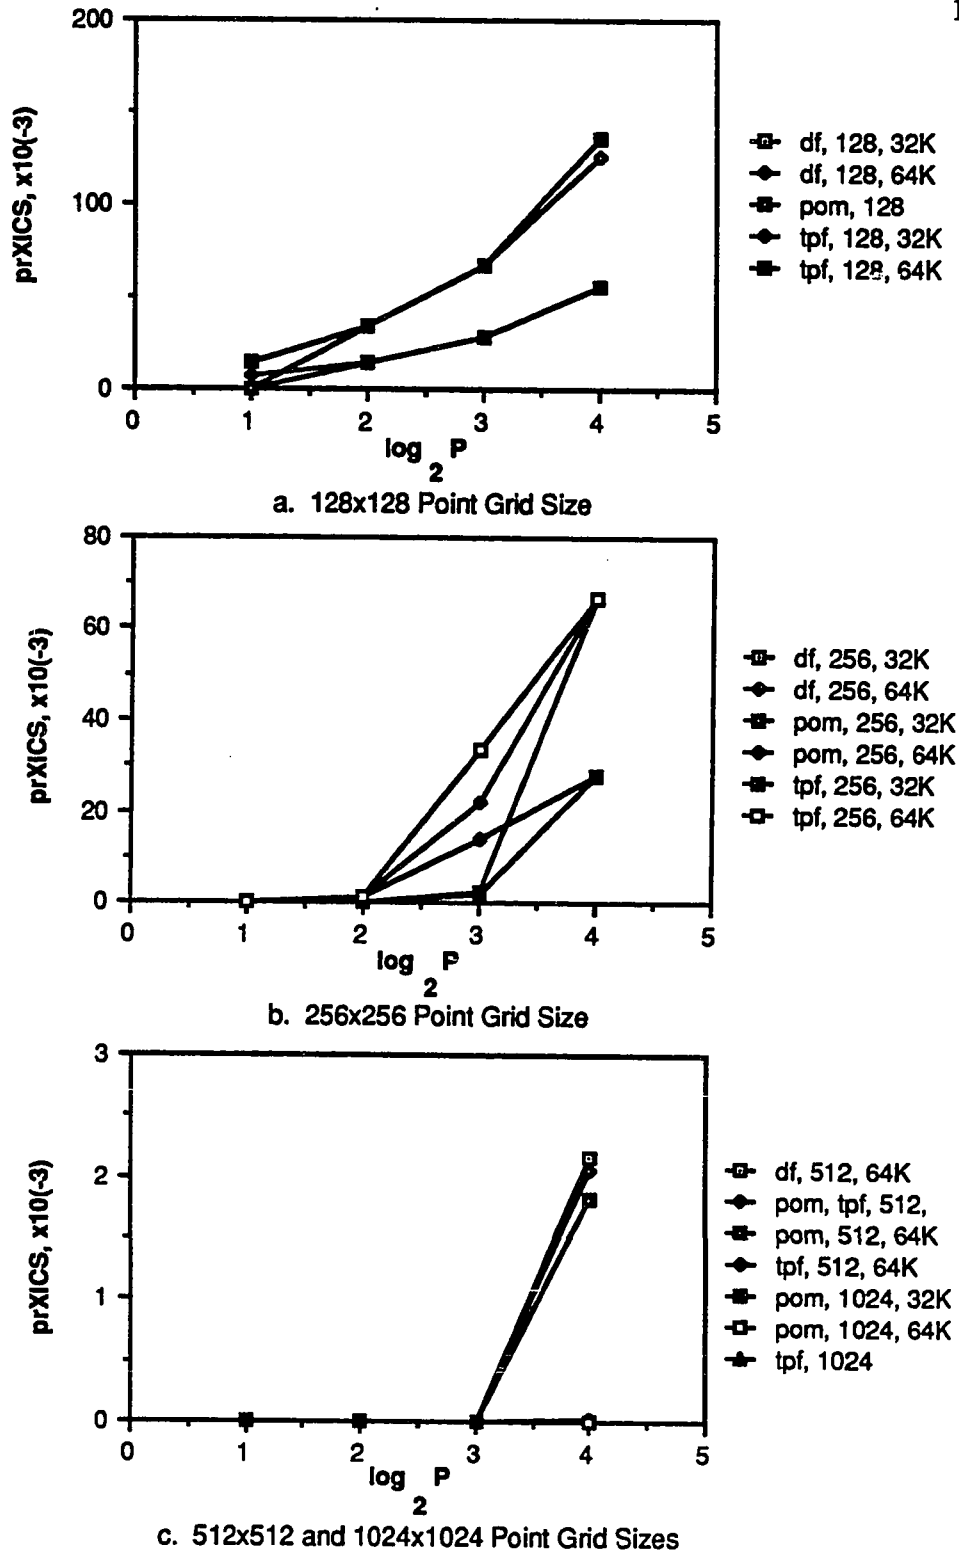 200
100
0
prXICS, x10(-3)
0 1 2 3 4 5
log 2 P
df, 128, 32K
df, 128, 64K
pom, 128
tpf, 128, 32K
tpf, 128, 64K
a. 128x128 Point Grid Size
80
60
40
20
0
prXICS, x10(-3)
0 1 2 3 4 5
log 2 P
df, 256, 32K
df, 256, 64K
pom, 256, 32K
pom, 256, 64K
tpf, 256, 32K
tpf, 256, 64K
b. 256x256 Point Grid Size
3
2
1
0
prXICS, x10(-3)
0 1 2 3 4 5
log 2 P
df, 512, 64K
pom, tpf, 512,
pom, 512, 64K
tpf, 512, 64K
pom, 1024, 32K
pom, 1024, 64K
tpf, 1024
c. 512x512 and 1024x1024 Point Grid Sizes